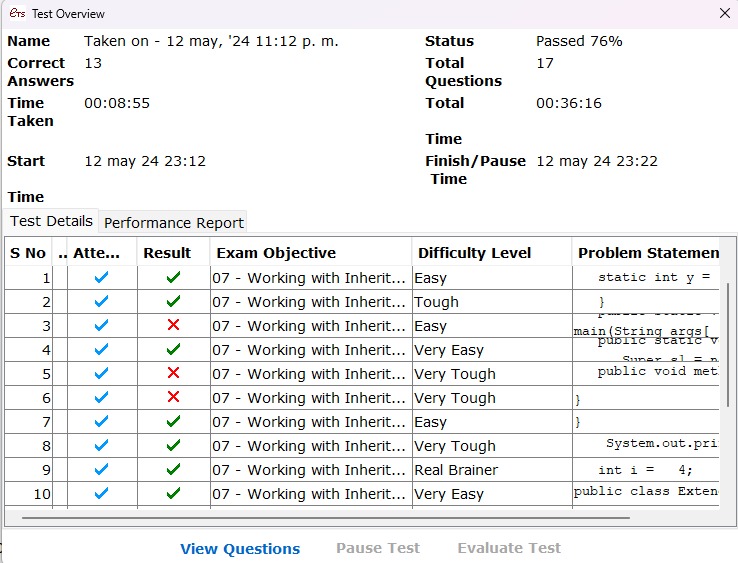 ETS Test Overview
Name Taken on - 12 may, '24 11:12 p. m. Status Passed 76%
Correct Answers 13 Total Questions 17
Time Taken 00:08:55 Total Time 00:36:16
Start Time 12 may 24 23:12 Finish/Pause Time 12 may 24 23:22
Test Details Performance Report
S No .. Atte... Result Exam Objective Difficulty Level Problem Statemen
1 07 - Working with Inherit... Easy static int y =
2 07 - Working with Inherit... Tough }
3 07 - Working with Inherit... Easy main(String args[
4 07 - Working with Inherit... Very Easy public static v
5 07 - Working with Inherit... Very Tough public void met
6 07 - Working with Inherit... Very Tough }
7 07 - Working with Inherit... Easy }
8 07 - Working with Inherit... Very Tough System.out.pri
9 07 - Working with Inherit... Real Brainer int i = 4;
10 07 - Working with Inherit... Very Easy public class Exten
View Questions Pause Test Evaluate Test